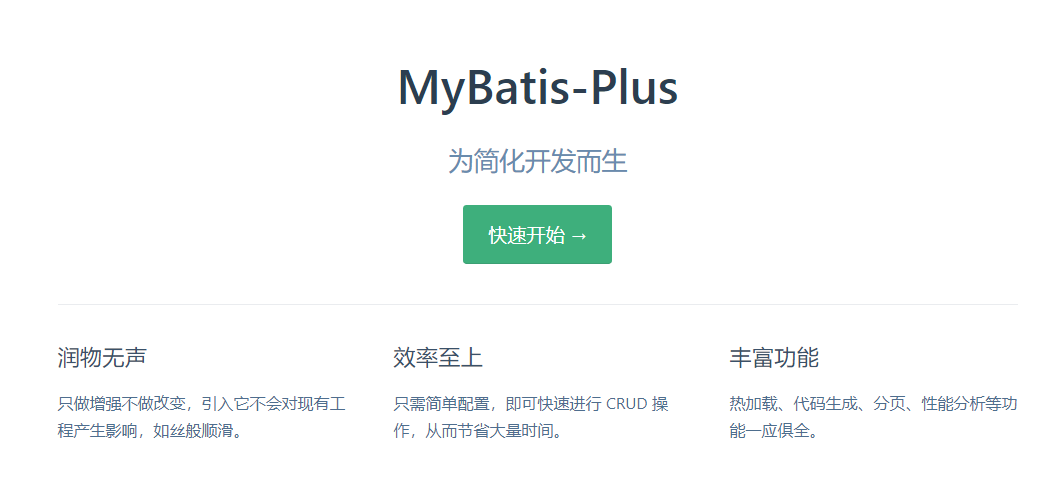 MyBatis-Plus
为简化开发而生
快速开始 →
润物无声
只做增强不做改变，引入它不会对现有工
程产生影响，如丝般顺滑。
效率至上
只需简单配置，即可快速进行 CRUD 操
作，从而节省大量时间。
丰富功能
热加载、代码生成、分页、性能分析等功
能一应俱全。